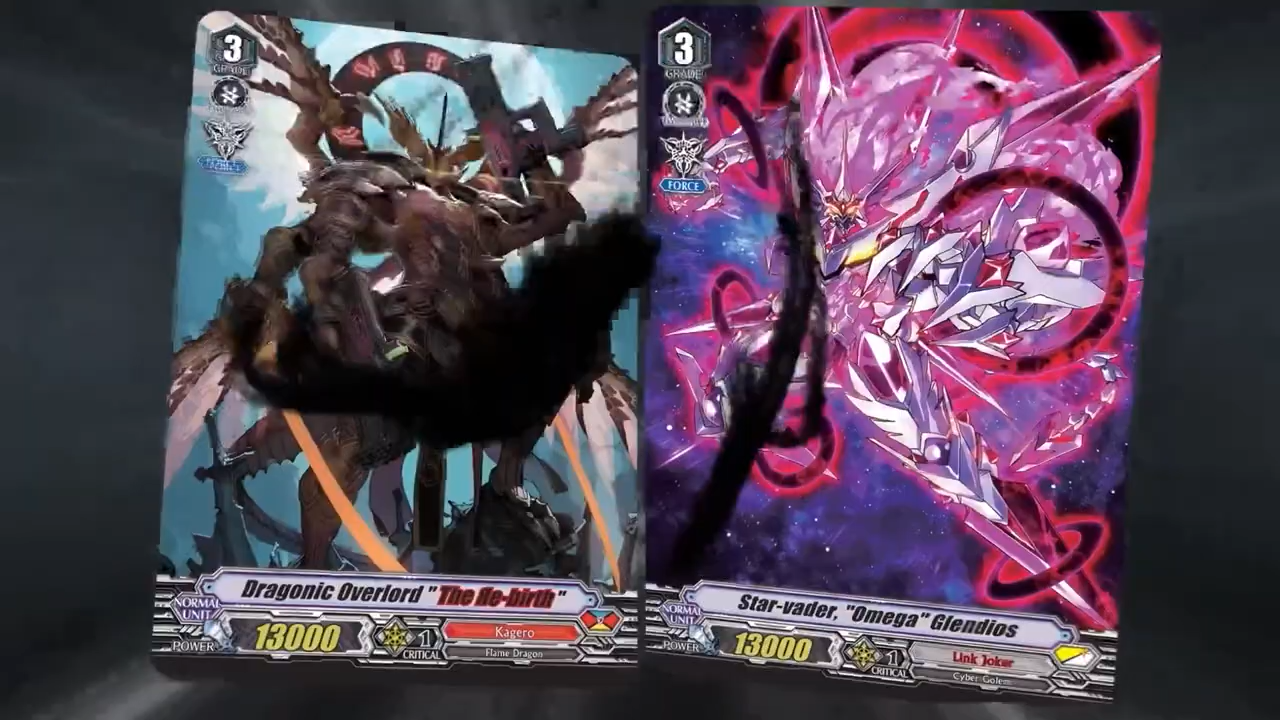 3
GRADE
Dragonic Overlord "The Re-birth"
NORMAL
UNIT
POWER
13000
1
CRITICAL
Kagero
Flame Dragon
3
GRADE
FORCE
Star-vader, "Omega" Glendios
NORMAL
UNIT
POWER
13000
1
CRITICAL
Link Joker
Cyber Golem